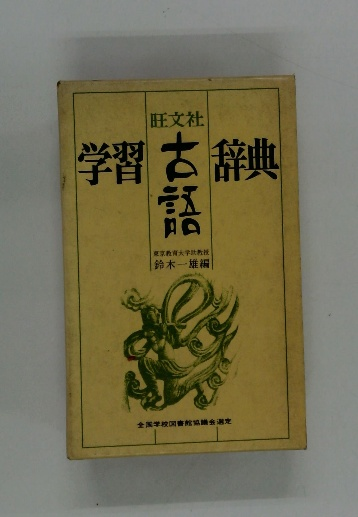 旺文社
学習古語辞典
東京教育大学助教授
鈴木一雄編
全国学校図書館協議会選定